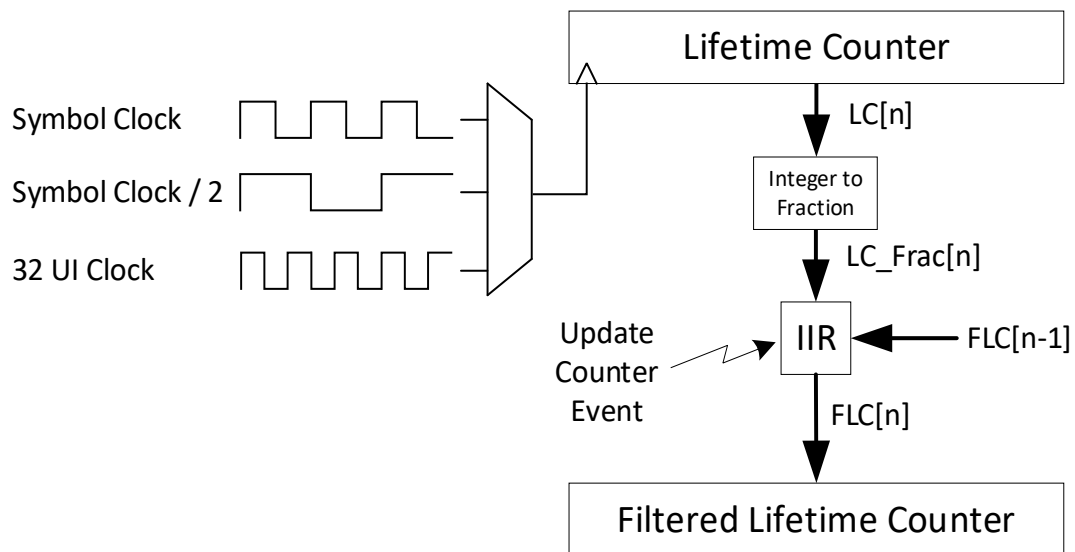 Lifetime Counter
Symbol Clock
LC[n]
Symbol Clock / 2
Integer to
Fraction
32 UI Clock
LC_Frac[n]
Update
Counter
Event
IIR
FLC[n-1]
FLC[n]
Filtered Lifetime Counter